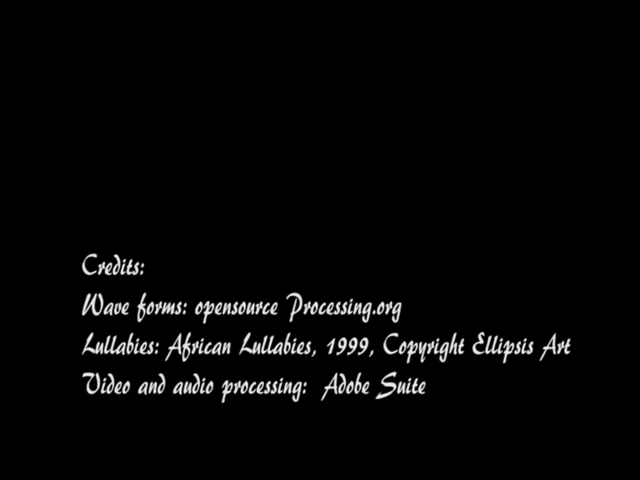 Credits:
Wave forms: opensource Processing.org
Lullabies: African Lullabies, 1999, Copyright Ellipsis Art
Video and audio processing: Adobe Suite